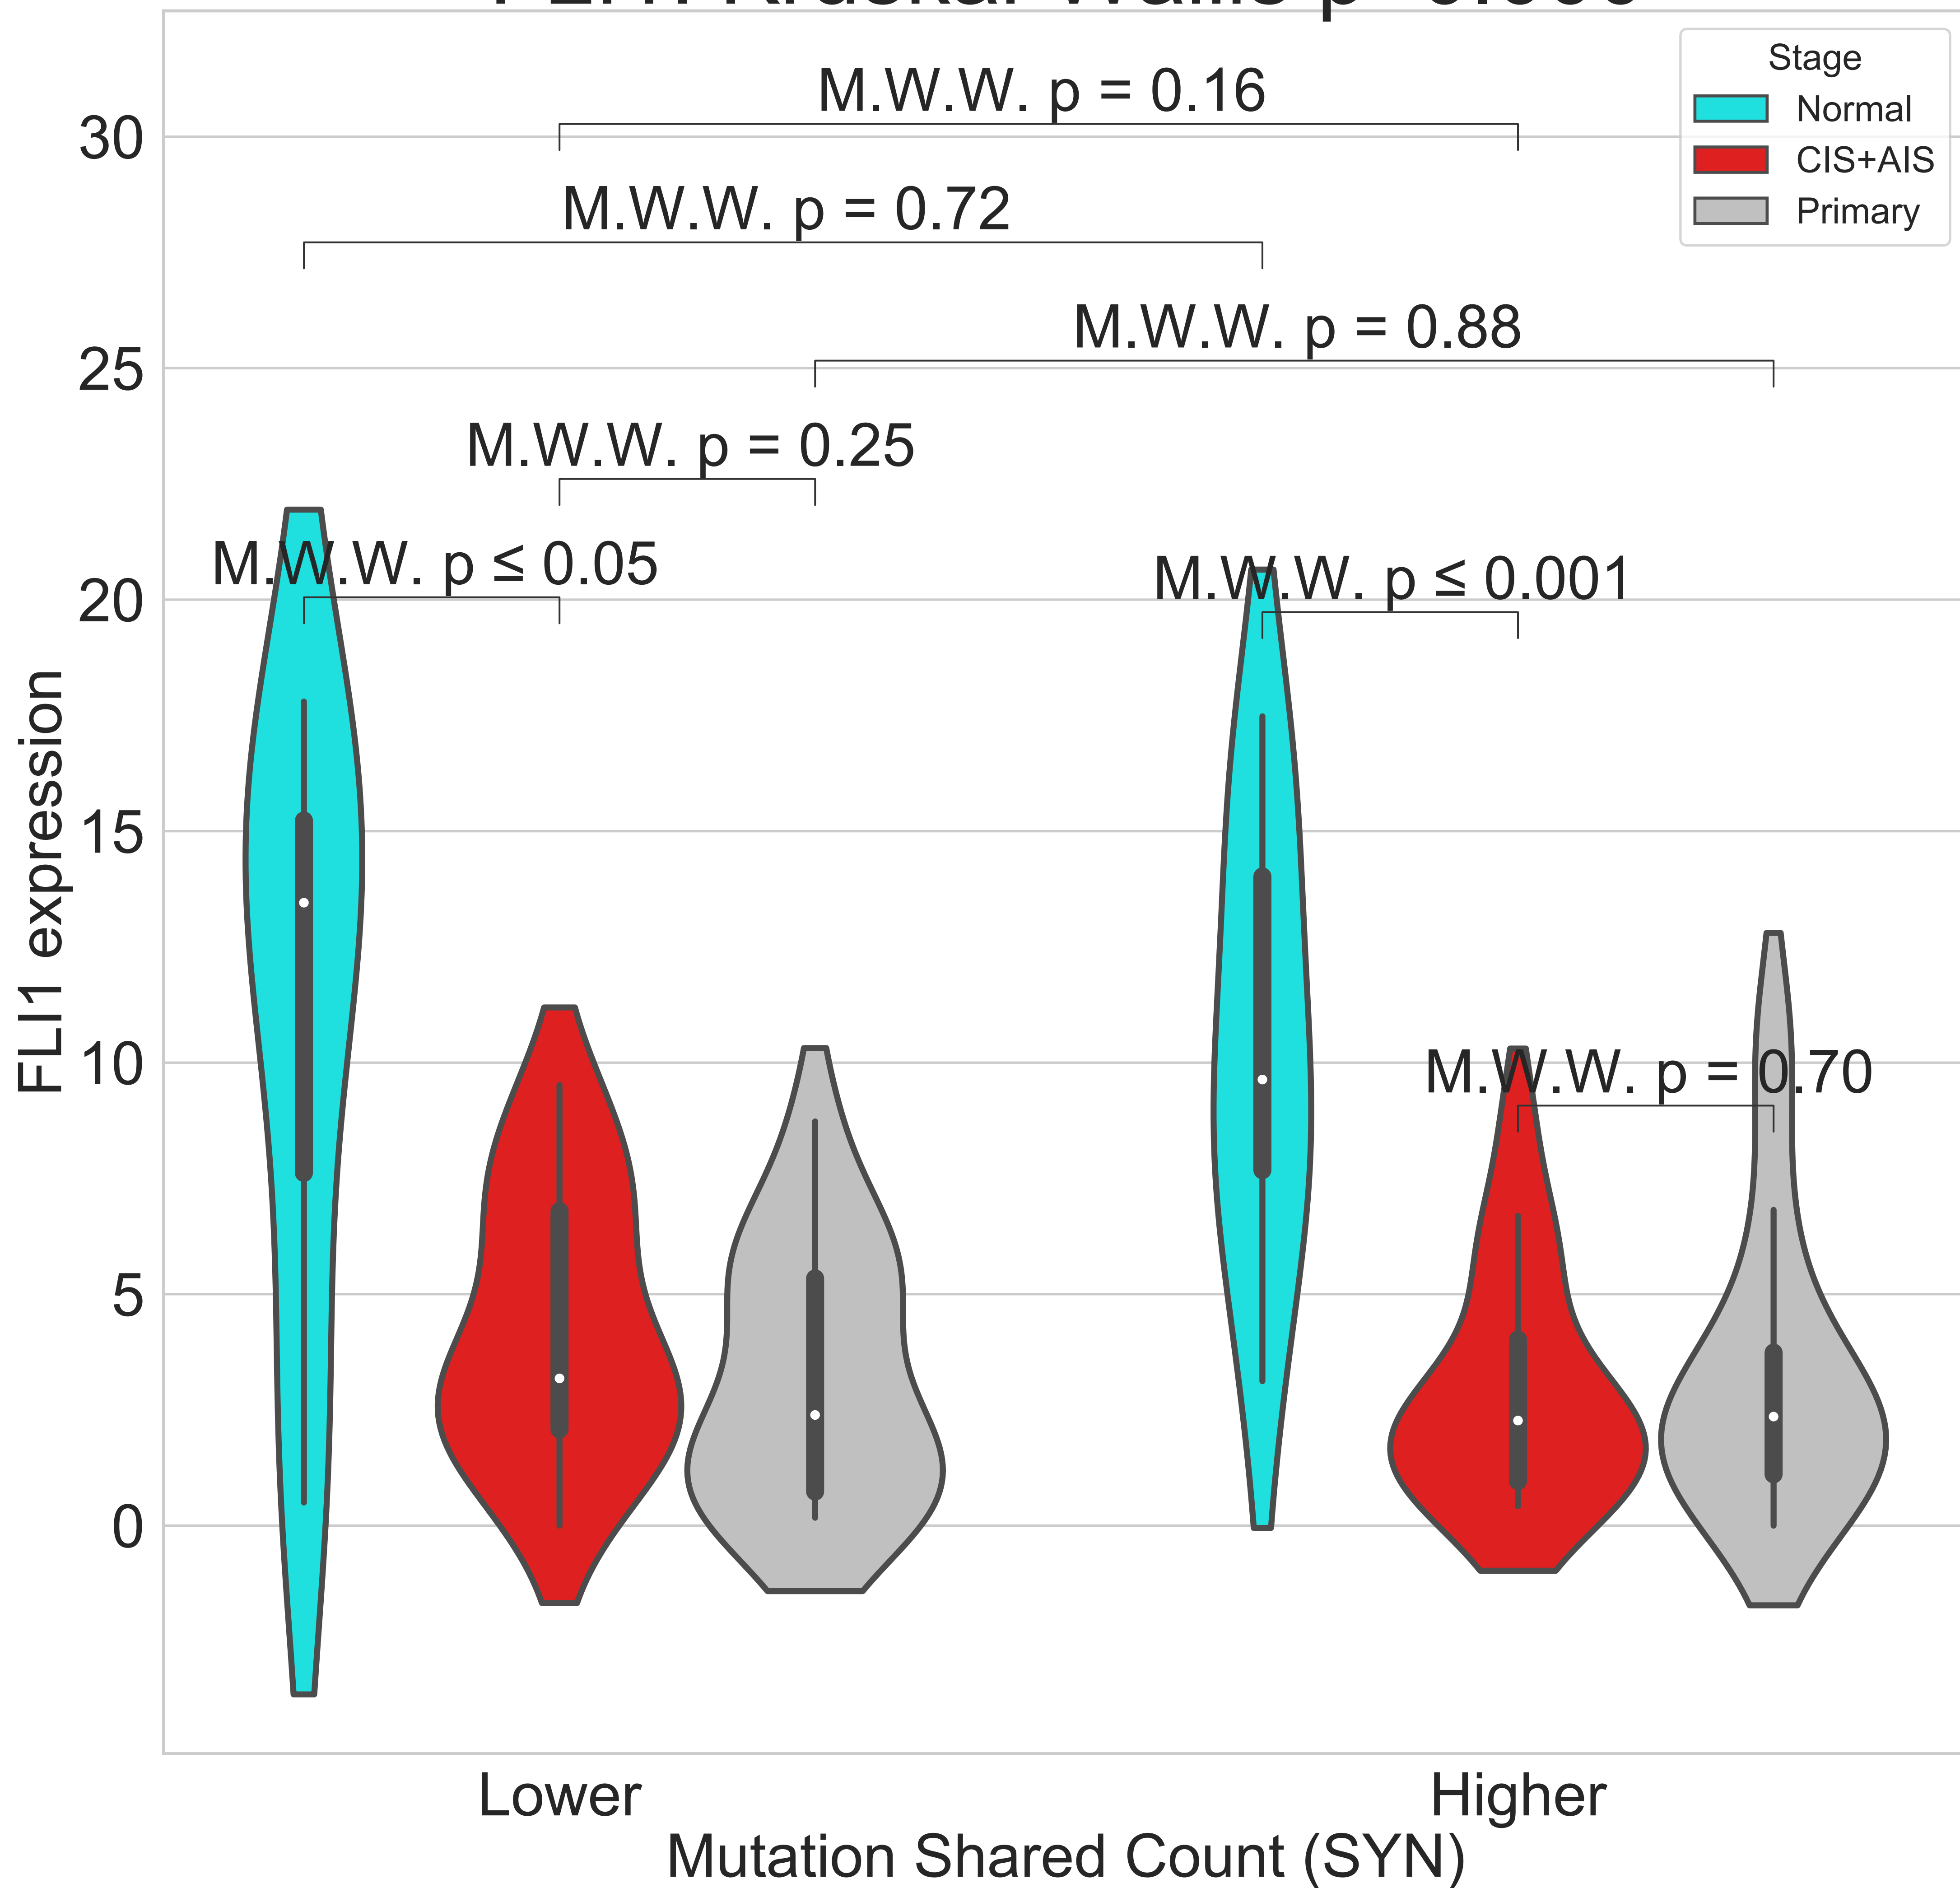 Stage
Normal
CIS+AIS
Primary
M.W.W. p = 0.16
M.W.W. p = 0.72
M.W.W. p = 0.88
M.W.W. p = 0.25
M.W.W. p ≤ 0.05
M.W.W. p ≤ 0.001
M.W.W. p = 0.70
30
25
20
15
10
5
0
FLI1 expression
Lower
Higher
Mutation Shared Count (SYN)